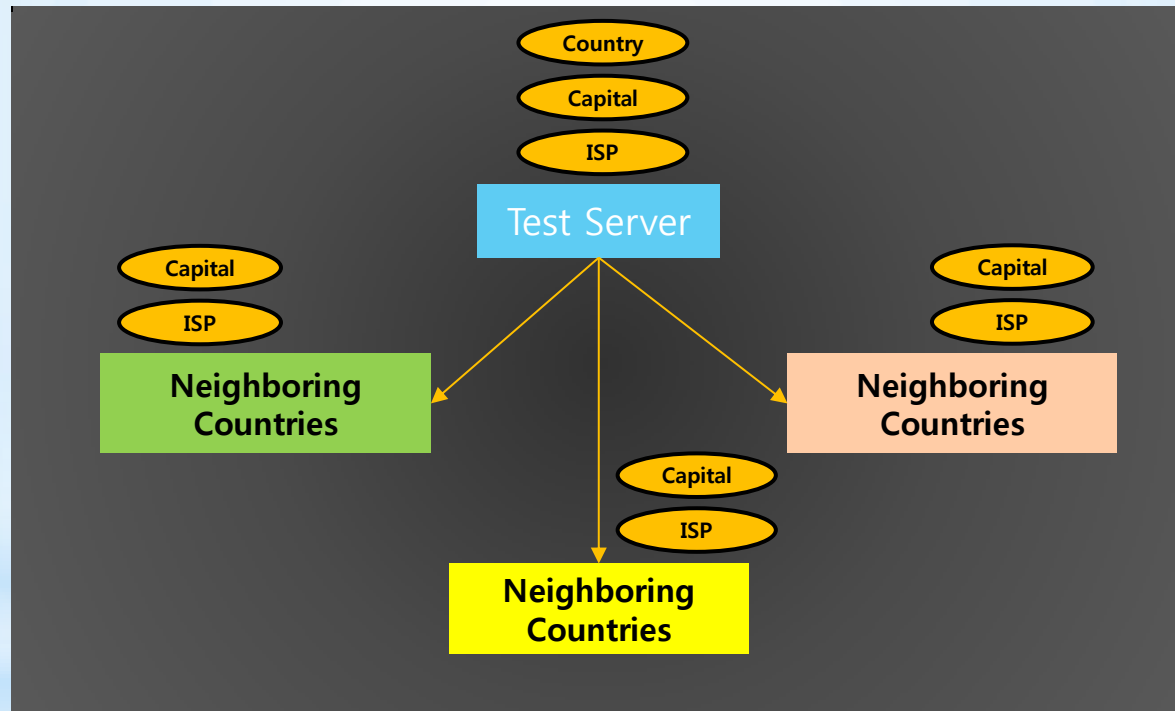 Country
Capital
ISP
Test Server
Capital
ISP
Neighboring
Countries
Capital
ISP
Neighboring
Countries
Capital
ISP
Neighboring
Countries